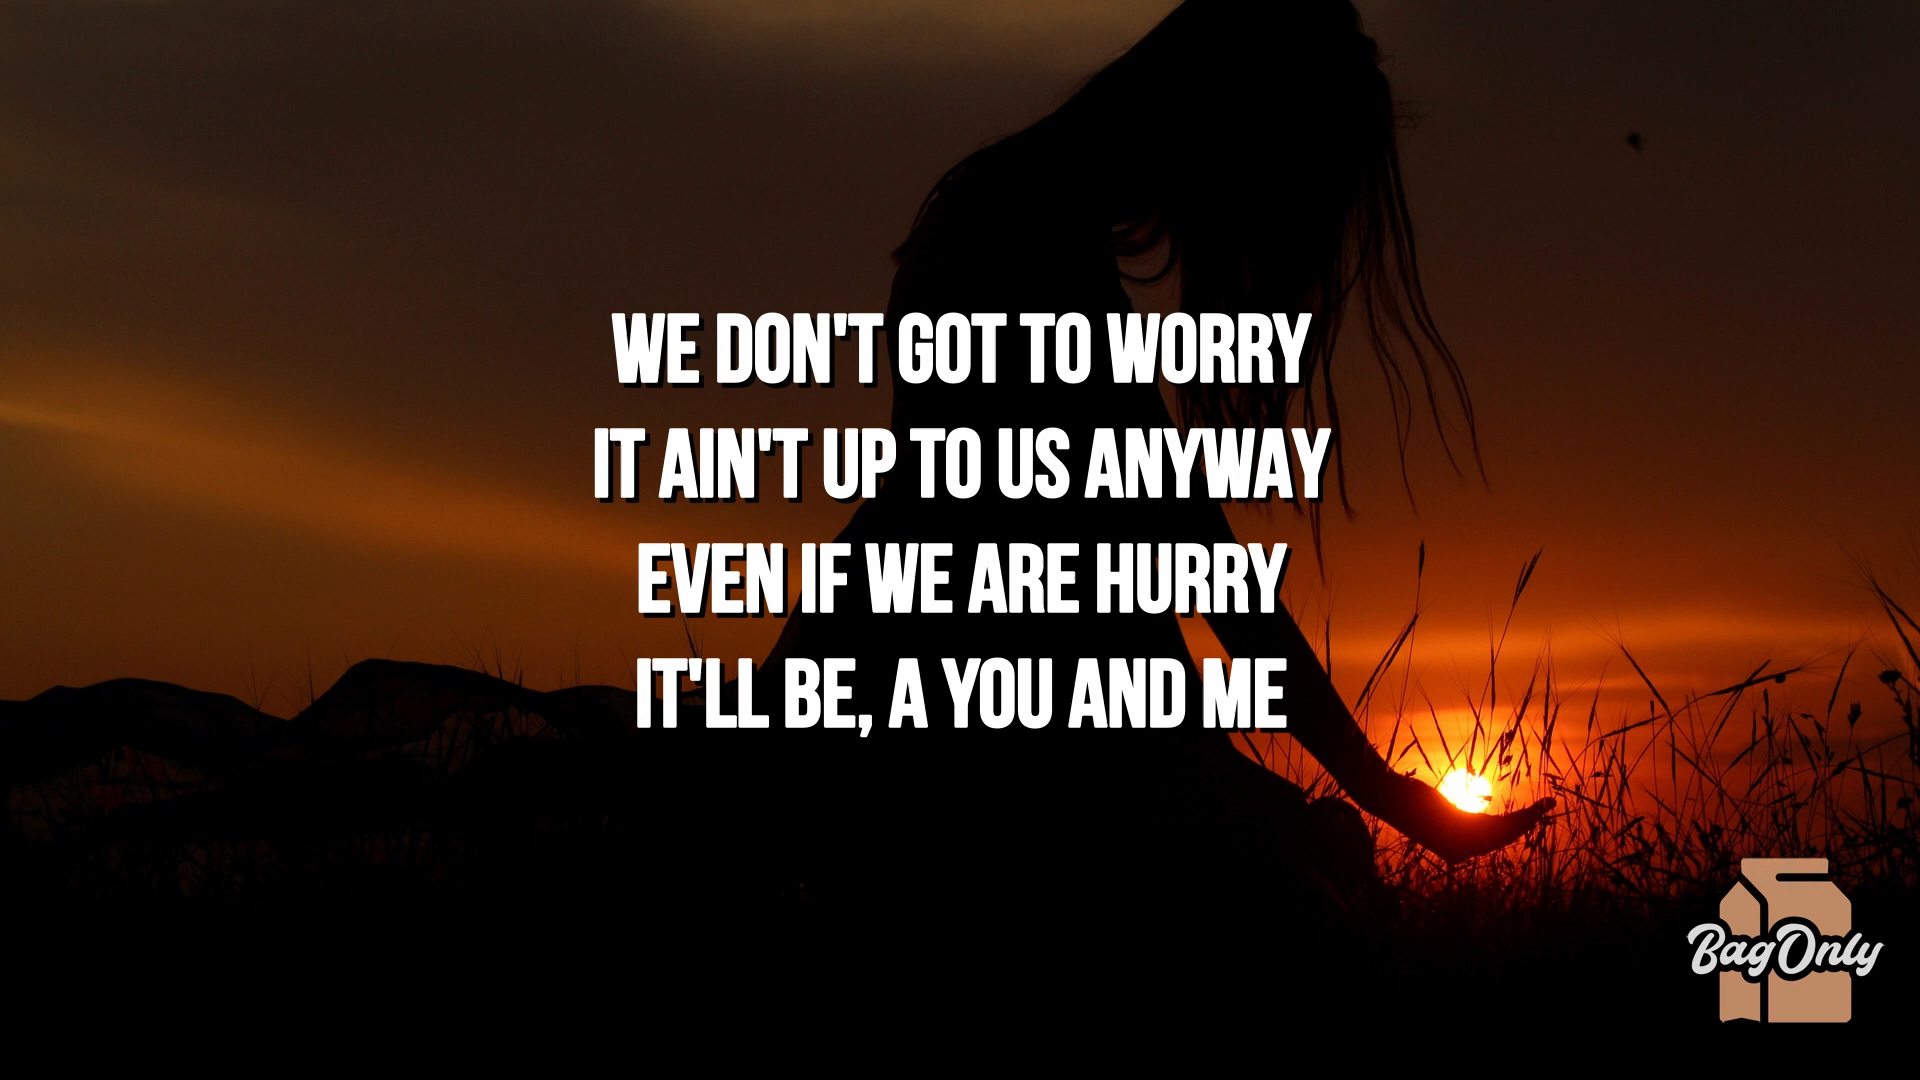 WE DON'T GOT TO WORRY
IT AIN'T UP TO US ANYWAY
EVEN IF WE ARE HURRY
IT'LL BE, A YOU AND ME
BagOnly